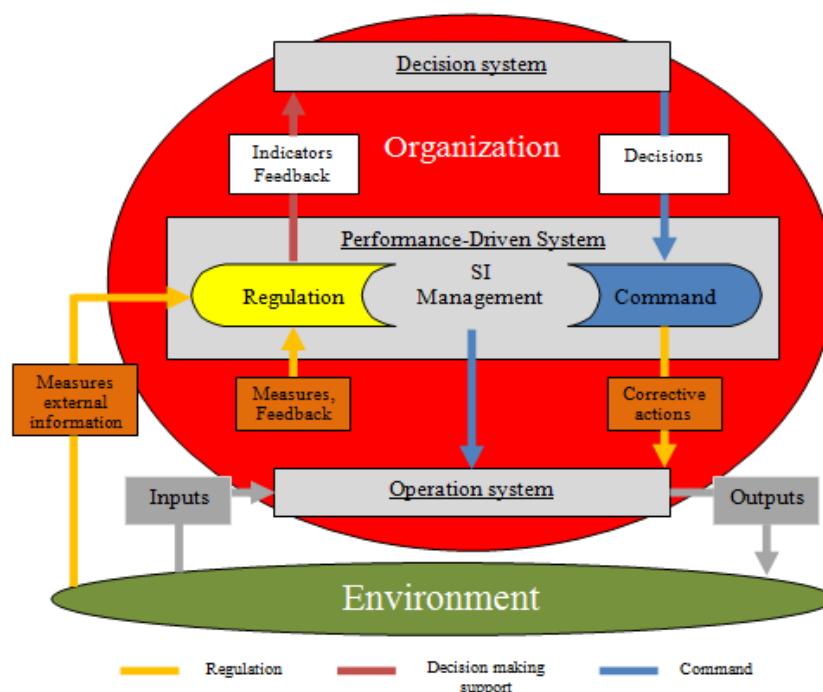 Decision system
Indicators
Feedback
Organization
Decisions
Performance-Driven System
Regulation
SI
Management
Command
Measures
external
information
Measures,
Feedback
Corrective
actions
Inputs
Operation system
Outputs
Environment
Regulation
Decision making
support
Command